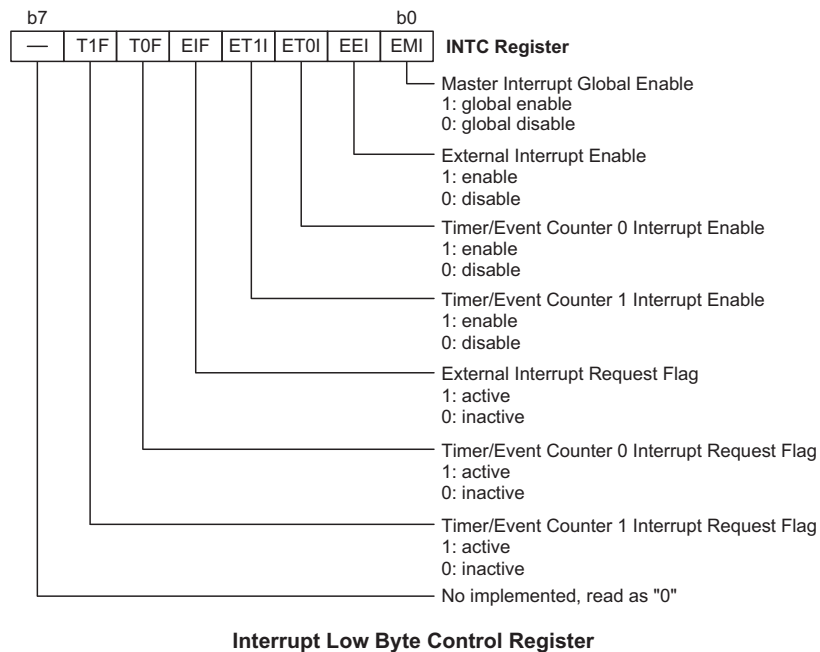 b7 b0
— T1F T0F EIF ET1I ET0I EEI EMI INTC Register
Master Interrupt Global Enable
1: global enable
0: global disable
External Interrupt Enable
1: enable
0: disable
Timer/Event Counter 0 Interrupt Enable
1: enable
0: disable
Timer/Event Counter 1 Interrupt Enable
1: enable
0: disable
External Interrupt Request Flag
1: active
0: inactive
Timer/Event Counter 0 Interrupt Request Flag
1: active
0: inactive
Timer/Event Counter 1 Interrupt Request Flag
1: active
0: inactive
No implemented, read as "0"
Interrupt Low Byte Control Register